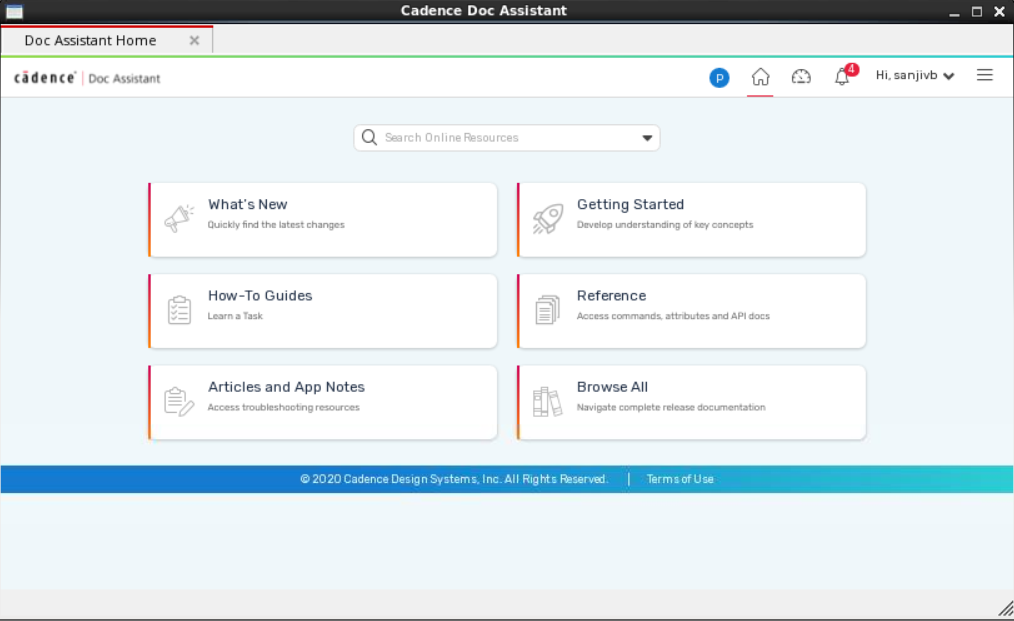 Cadence Doc Assistant
Doc Assistant Home
cādence | Doc Assistant
P
4
Hi, sanjivb
Search Online Resources
What's New
Quickly find the latest changes
Getting Started
Develop understanding of key concepts
How-To Guides
Learn a Task
Reference
Access commands, attributes and API docs
Articles and App Notes
Access troubleshooting resources
Browse All
Navigate complete release documentation
© 2020 Cadence Design Systems, Inc. All Rights Reserved. | Terms of Use